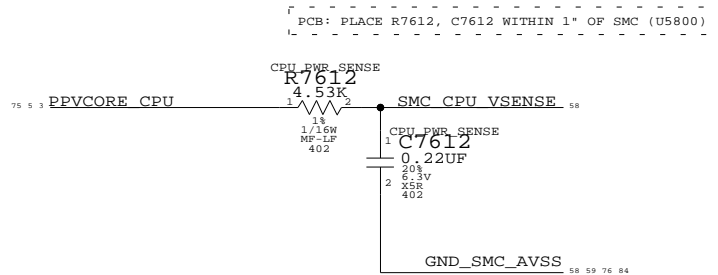 PCB: PLACE R7612, C7612 WITHIN 1" OF SMC (U5800)
CPU_PWR_SENSE
R7612
4.53K
75 5 3 PPVCORE_CPU 1 2 SMC_CPU_VSENSE 58
1%
1/16W
MF-LF
402
CPU_PWR_SENSE
1 C7612
0.22UF
20%
6.3V
2 X5R
402
GND_SMC_AVSS 58 59 76 84